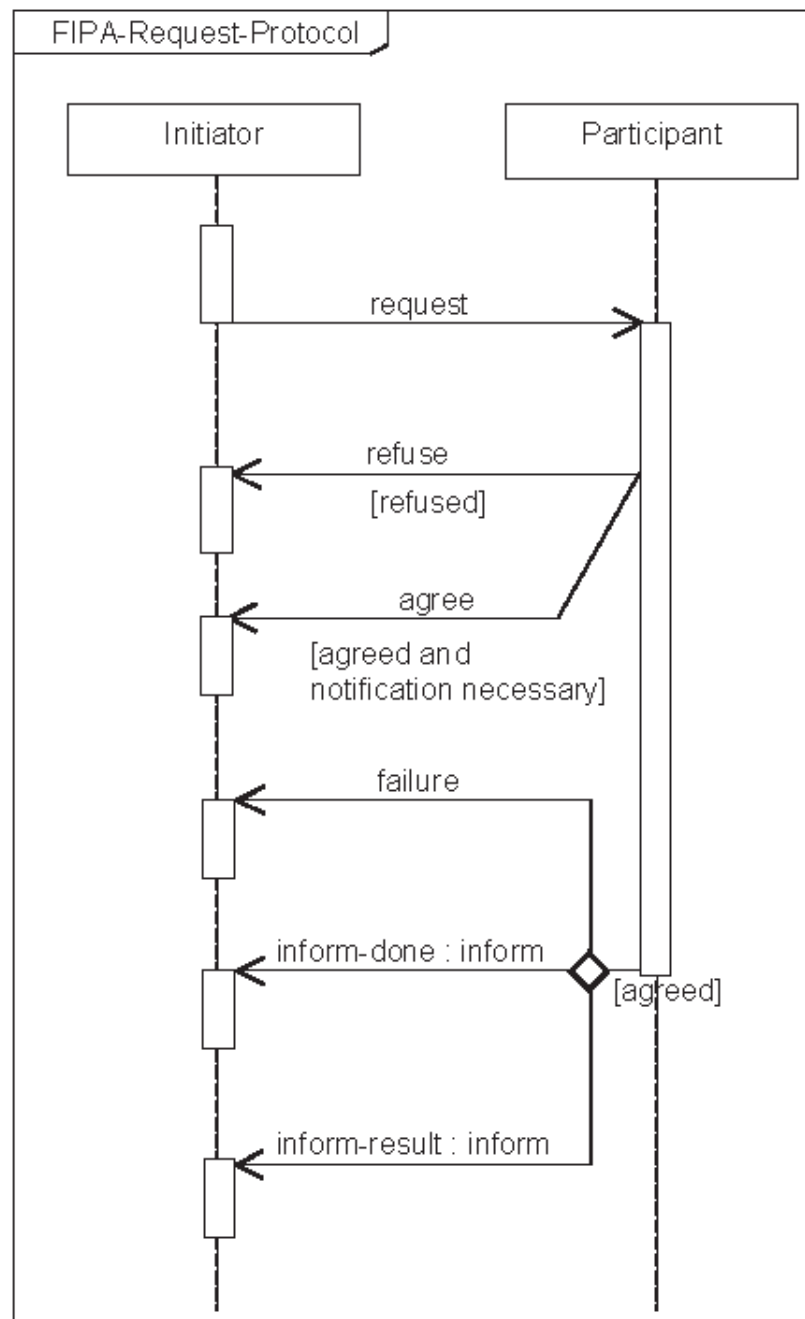 FIPA-Request-Protocol
Initiator
Participant
request
refuse
[refused]
agree
[agreed and
notification necessary]
failure
inform-done : inform
[agreed]
inform-result : inform